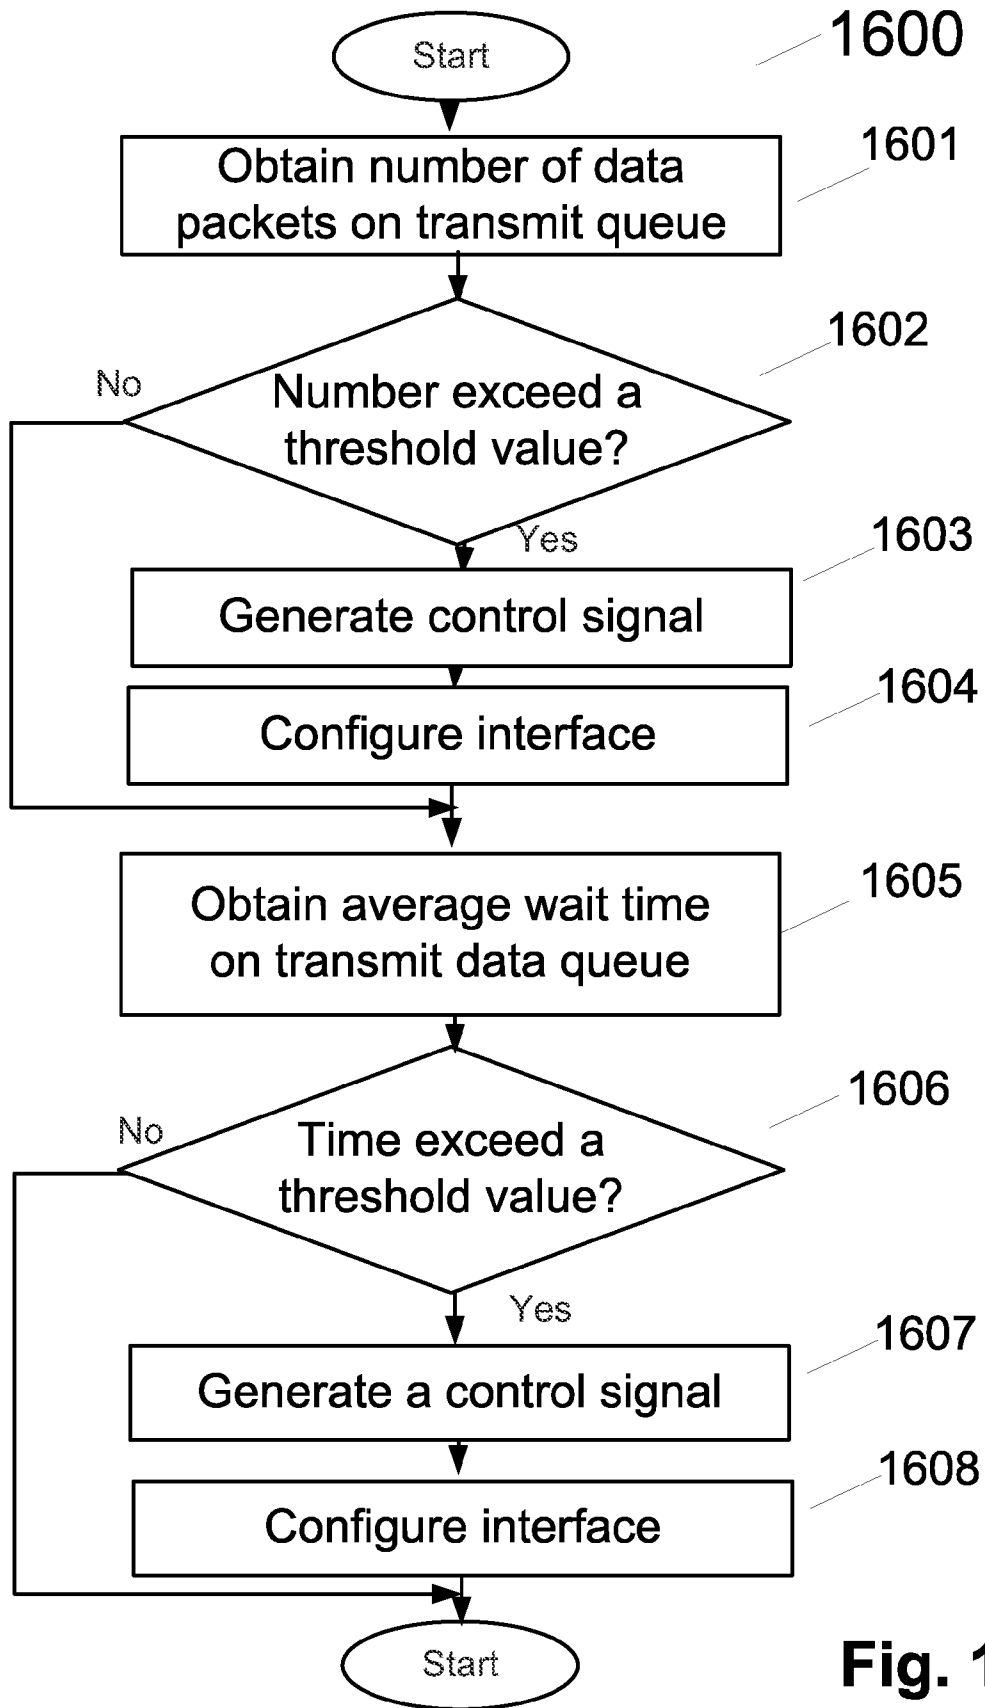 Start
1600
1601
Obtain number of data
packets on transmit queue
1602
No
Number exceed a
threshold value?
Yes
1603
Generate control signal
1604
Configure interface
1605
Obtain average wait time
on transmit data queue
1606
No
Time exceed a
threshold value?
Yes
1607
Generate a control signal
1608
Configure interface
Start
Fig. 1